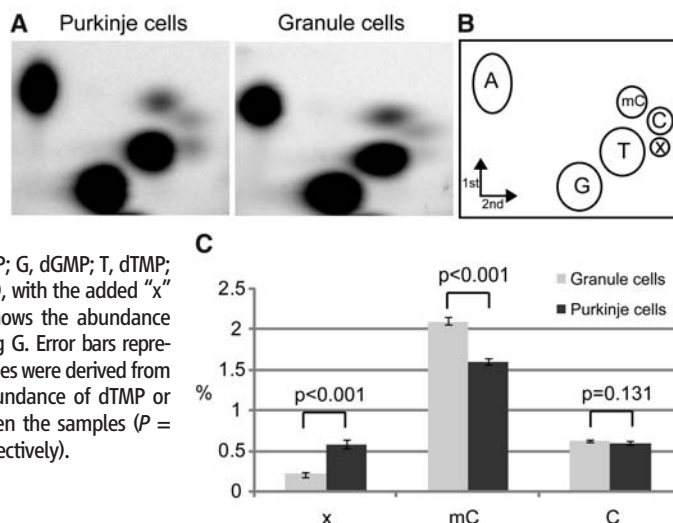 A
Purkinje cells
Granule cells
B
A
mC
C
X
T
G
1st
2nd
P; G, dGMP; T, dTMP;
, with the added “x”
nows the abundance
g G. Error bars repre-
es were derived from
undance of dTMP or
en the samples (P =
ectively).
C
p<0.001
Granule cells
Purkinje cells
2.5
2
1.5
%
1
0.5
0
p<0.001
p=0.131
x
mC
C